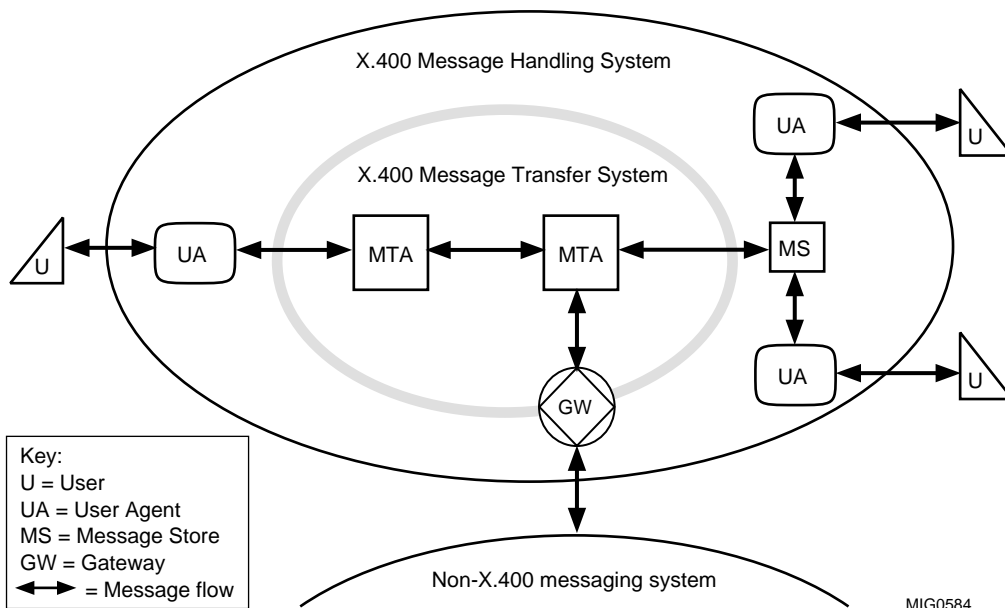 X.400 Message Handling System
UA
U
X.400 Message Transfer System
U
UA
MTA
MTA
MS
UA
U
GW
Key:
U = User
UA = User Agent
MS = Message Store
GW = Gateway
= Message flow
Non-X.400 messaging system
MIG0584